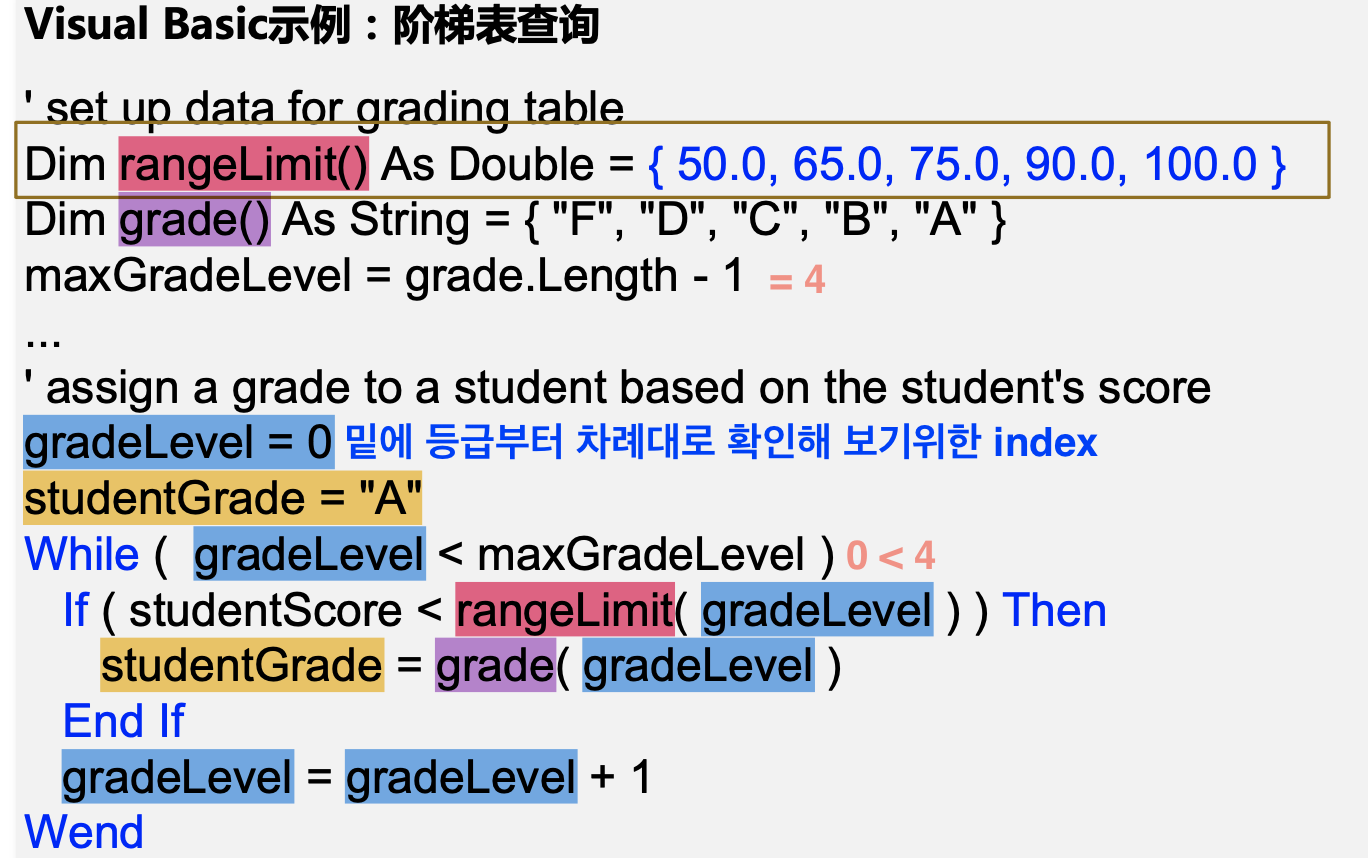 Visual Basic示例：阶梯表查询
' set up data for grading table
Dim rangeLimit() As Double = { 50.0, 65.0, 75.0, 90.0, 100.0 }
Dim grade() As String = { "F", "D", "C", "B", "A" }
maxGradeLevel = grade.Length - 1 = 4
...
' assign a grade to a student based on the student's score
gradeLevel = 0 밑에 등급부터 차례대로 확인해 보기위한 index
studentGrade = "A"
While ( gradeLevel < maxGradeLevel ) 0 < 4
If ( studentScore < rangeLimit( gradeLevel ) ) Then
studentGrade = grade( gradeLevel )
End If
gradeLevel = gradeLevel + 1
Wend